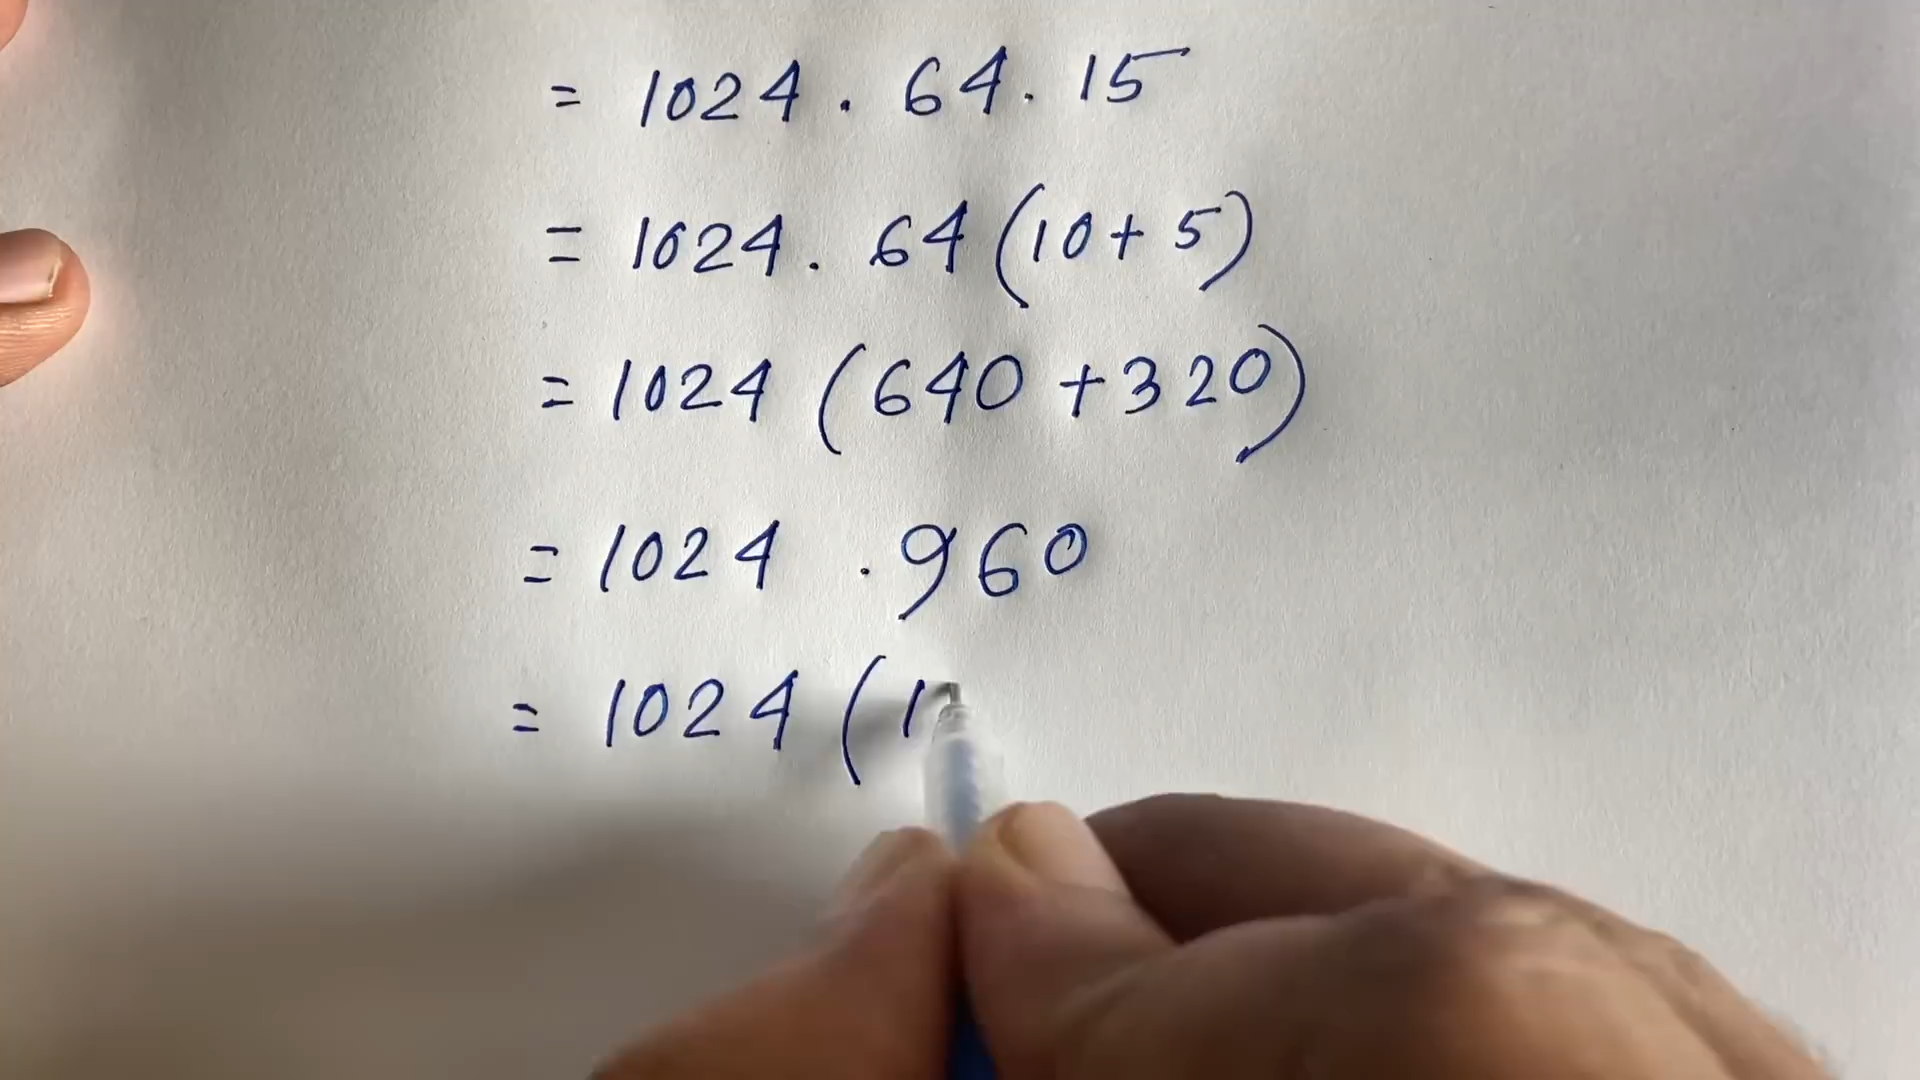 = 1024 . 64 . 15
= 1024 . 64 (10 + 5)
= 1024 (640 + 320)
= 1024 . 960
= 1024 (1